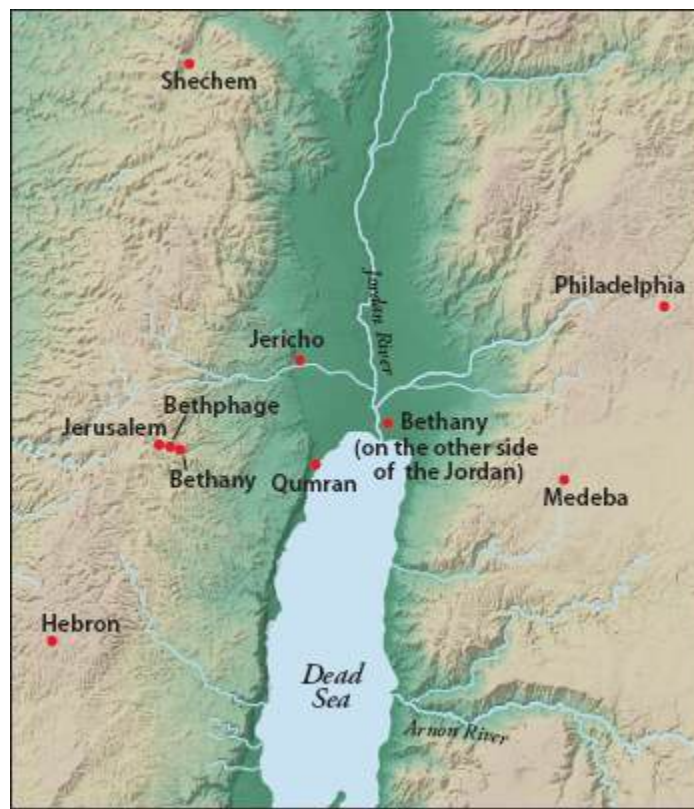 Shechem
Philadelphia
Jordan River
Jericho
Bethphage
Jerusalem
Bethany
(on the other side
of the Jordan)
Bethany
Qumran
Medeba
Hebron
Dead
Sea
Arnon River